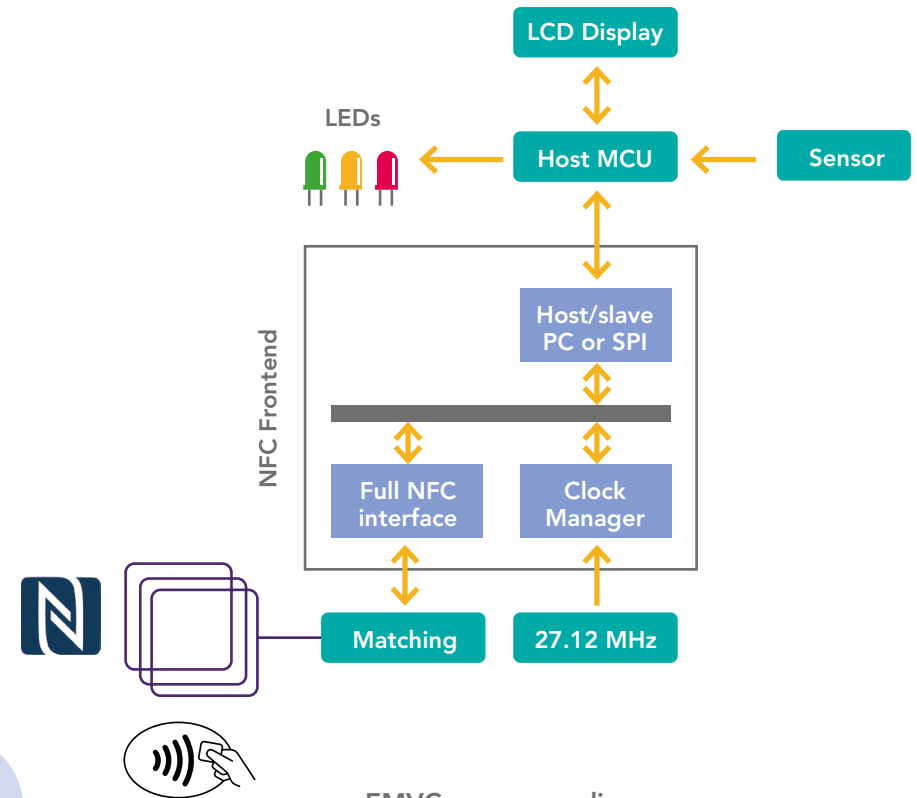 LCD Display
LEDs
Host MCU
Sensor
NFC Frontend
Host/slave
PC or SPI
Full NFC
interface
Clock
Manager
Matching
27.12 MHz